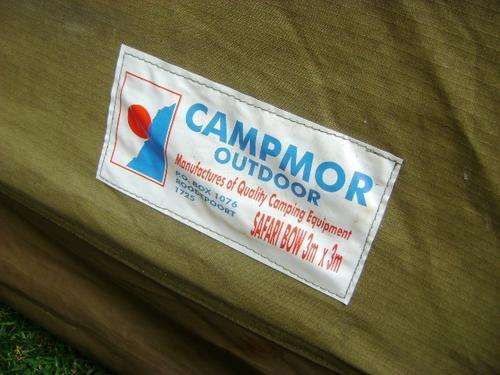 CAMPMOR
OUTDOOR
Manufactures of Quality Camping Equipment
P.O. BOX 1076
ROODEPOORT
1725
SAFARI BOW 3m x 3m